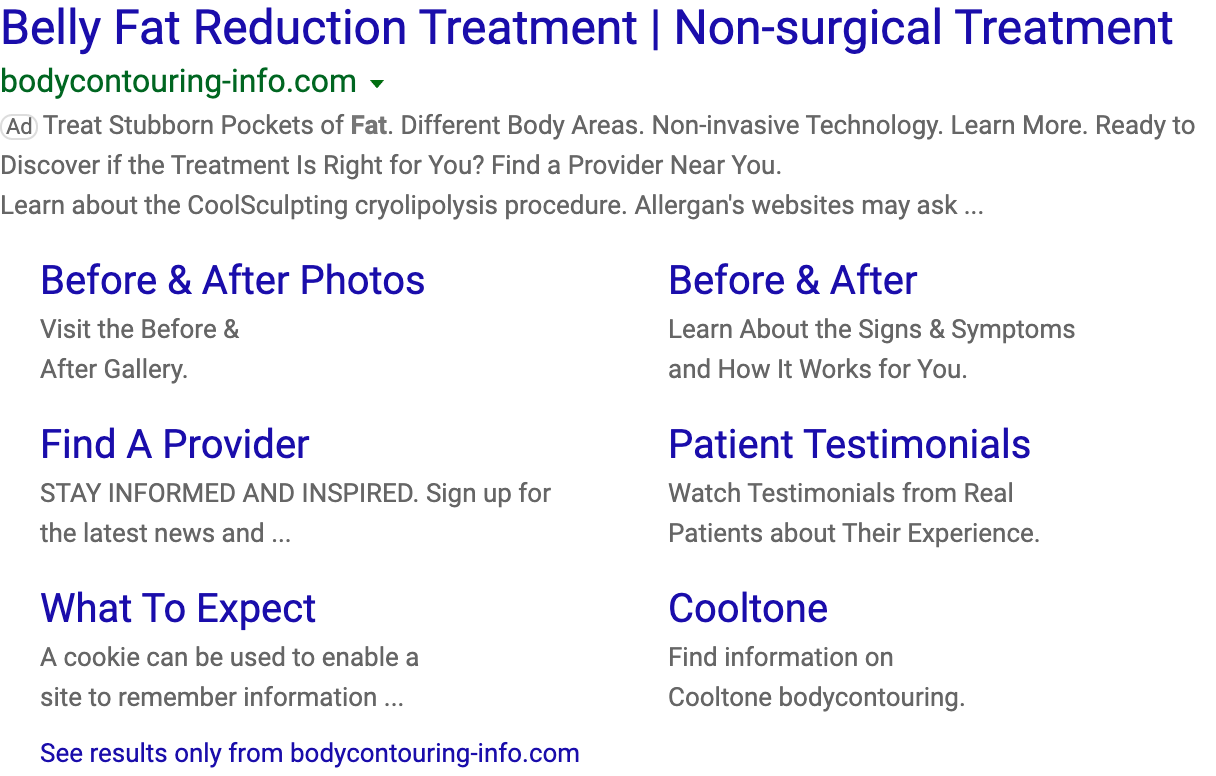 Belly Fat Reduction Treatment | Non-surgical Treatment
bodycontouring-info.com
Ad Treat Stubborn Pockets of Fat. Different Body Areas. Non-invasive Technology. Learn More. Ready to
Discover if the Treatment Is Right for You? Find a Provider Near You.
Learn about the CoolSculpting cryolipolysis procedure. Allergan's websites may ask ...
Before & After Photos
Visit the Before &
After Gallery.
Before & After
Learn About the Signs & Symptoms
and How It Works for You.
Find A Provider
STAY INFORMED AND INSPIRED. Sign up for
the latest news and ...
Patient Testimonials
Watch Testimonials from Real
Patients about Their Experience.
What To Expect
A cookie can be used to enable a
site to remember information ...
Cooltone
Find information on
Cooltone bodycontouring.
See results only from bodycontouring-info.com